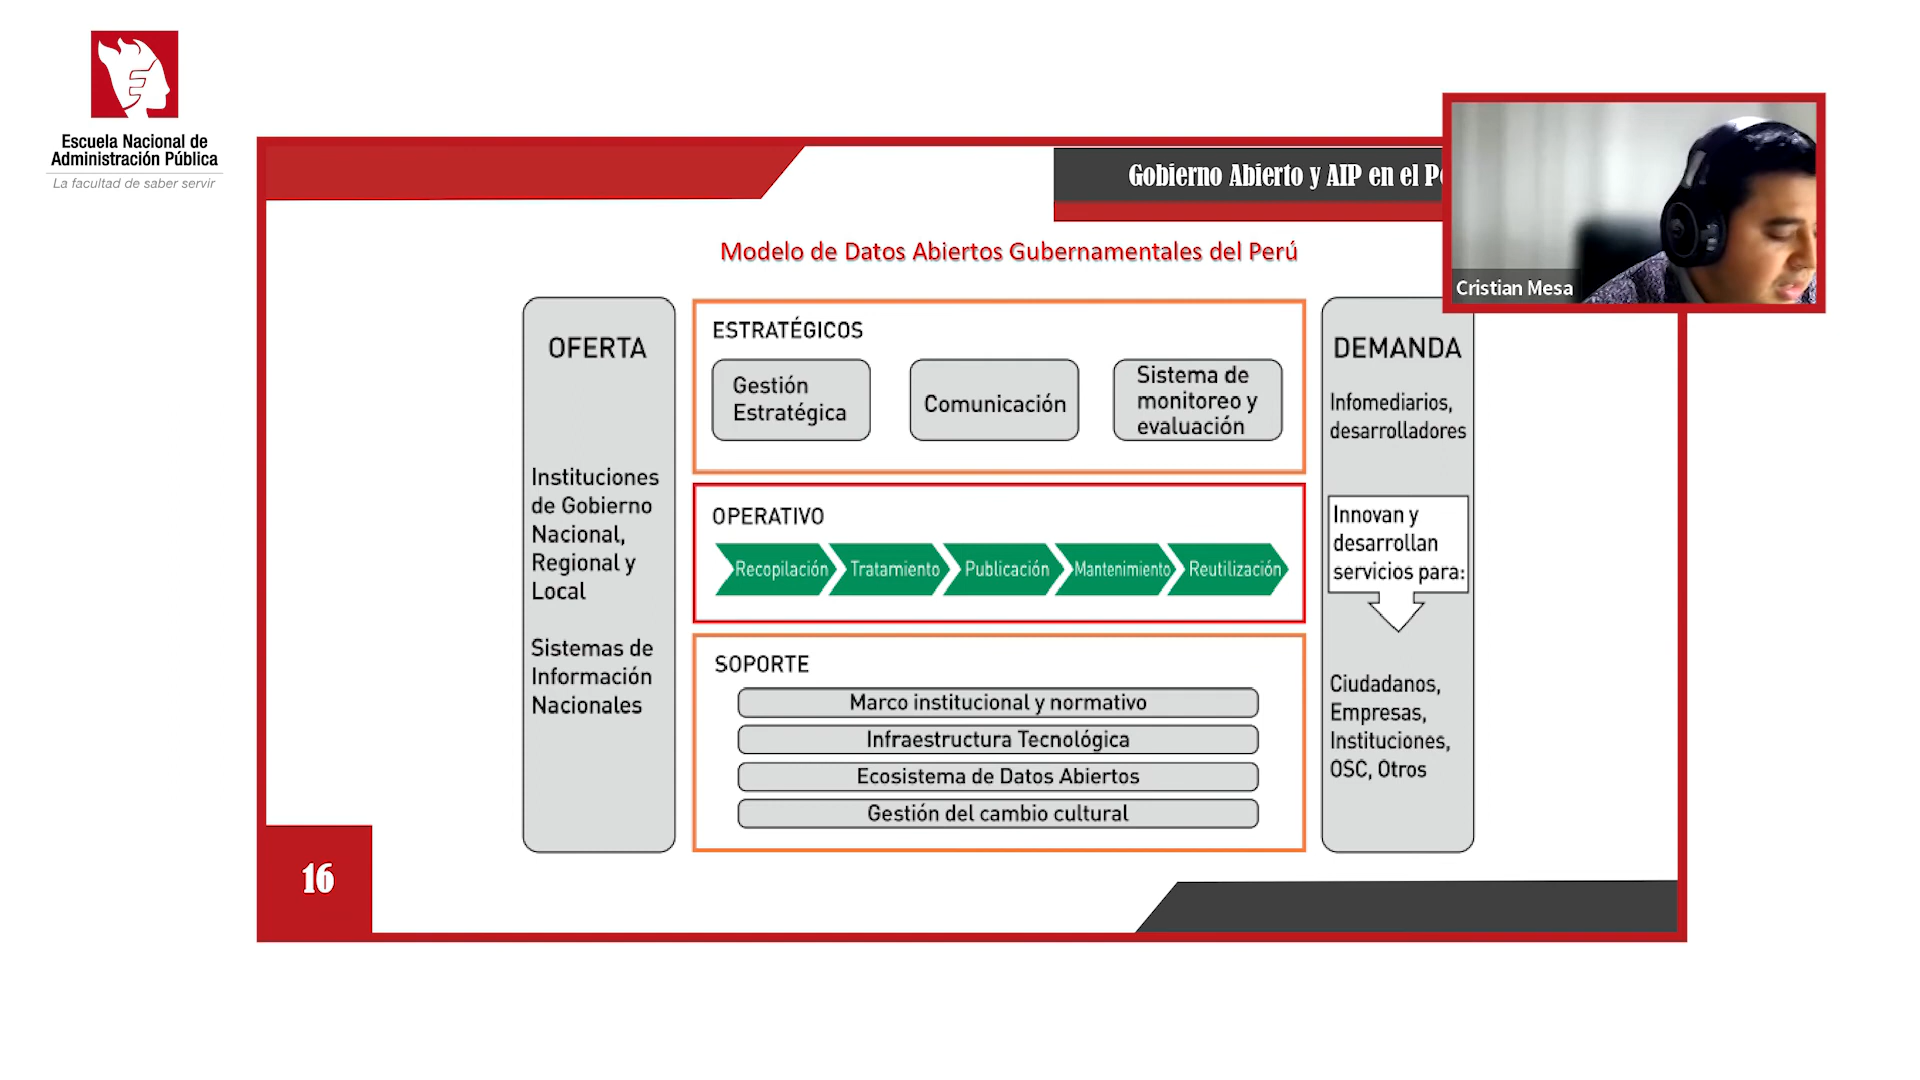 Escuela Nacional de
Administración Pública
La facultad de saber servir
Gobierno Abierto y AIP en el
Cristian Mesa
Modelo de Datos Abiertos Gubernamentales del Perú
OFERTA
Instituciones
de Gobierno
Nacional,
Regional y
Local
Sistemas de
Información
Nacionales
ESTRATÉGICOS
Gestión
Estratégica
Comunicación
Sistema de
monitoreo y
evaluación
OPERATIVO
Recopilación
Tratamiento
Publicación
Mantenimiento
Reutilización
SOPORTE
Marco institucional y normativo
Infraestructura Tecnológica
Ecosistema de Datos Abiertos
Gestión del cambio cultural
DEMANDA
Infomediarios,
desarrolladores
Innovan y
desarrollan
servicios para:
Ciudadanos,
Empresas,
Instituciones,
OSC, Otros
16